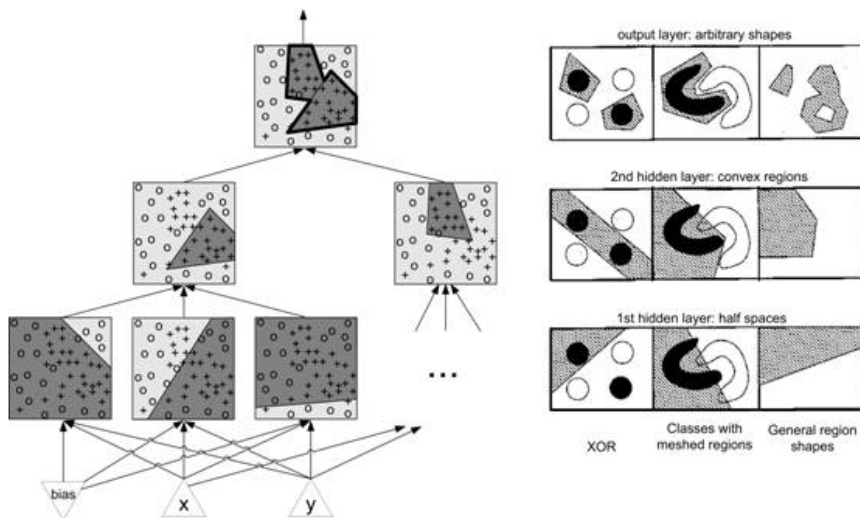 output layer: arbitrary shapes
2nd hidden layer: convex regions
1st hidden layer: half spaces
...
XOR
Classes with
meshed regions
General region
shapes
bias
x
y